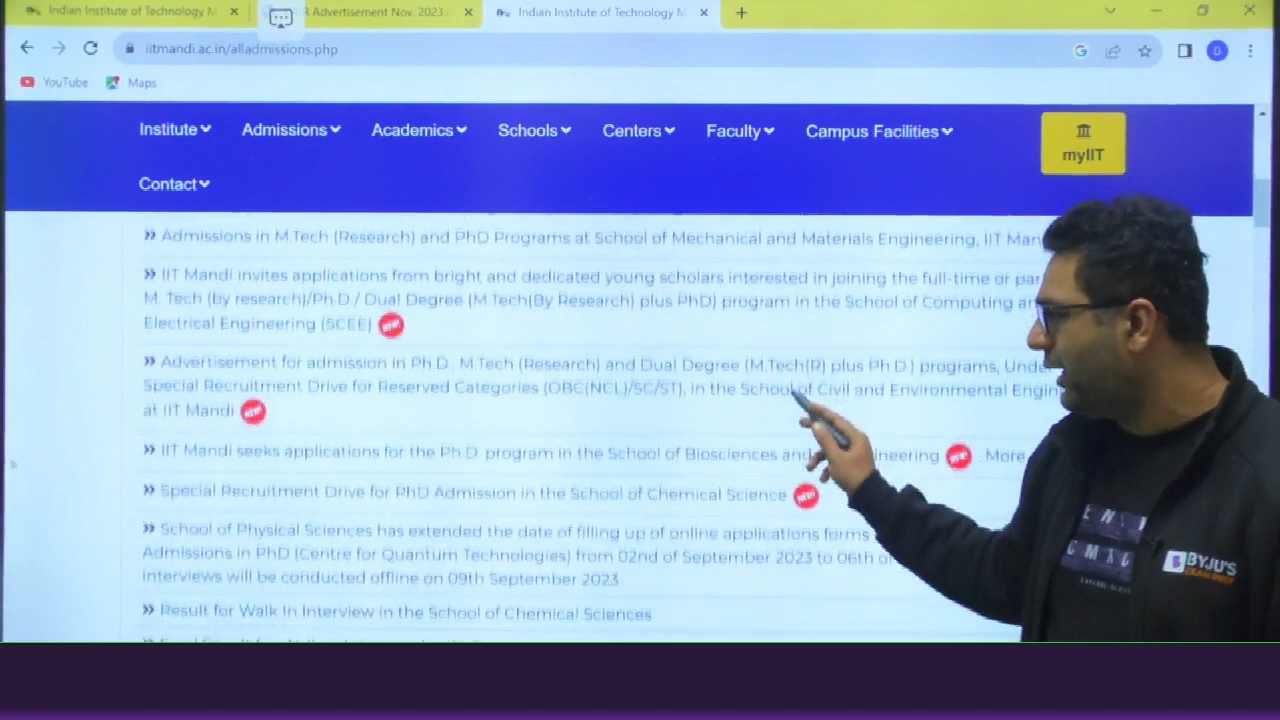 Indian Institute of Technology M
R Advertisement Nov. 2023.c
Indian Institute of Technology M
iitmandi.ac.in/alladmissions.php
G
D
YouTube
Maps
Institute
Admissions
Academics
Schools
Centers
Faculty
Campus Facilities
myIIT
Contact
» Admissions in M.Tech (Research) and PhD Programs at School of Mechanical and Materials Engineering, IIT Man
» IIT Mandi invites applications from bright and dedicated young scholars interested in joining the full-time or par
M. Tech (by research)/Ph.D./ Dual Degree (M.Tech(By Research) plus PhD) program in the School of Computing an
Electrical Engineering (SCEE) NEW!
» Advertisement for admission in Ph.D., M.Tech (Research) and Dual Degree (M.Tech(R) plus Ph.D.) programs, Under
Special Recruitment Drive for Reserved Categories (OBC(NCL)/SC/ST), in the School of Civil and Environmental Engin
at IIT Mandi NEW!
» IIT Mandi seeks applications for the Ph.D. program in the School of Biosciences and neering NEW! .More
» Special Recruitment Drive for PhD Admission in the School of Chemical Science NEW!
» School of Physical Sciences has extended the date of filling up of online applications forms
Admissions in PhD (Centre for Quantum Technologies) from 02nd of September 2023 to 06th of
interviews will be conducted offline on 09th September 2023
» Result for Walk In Interview in the School of Chemical Sciences
BYJU'S
EXAM PREP